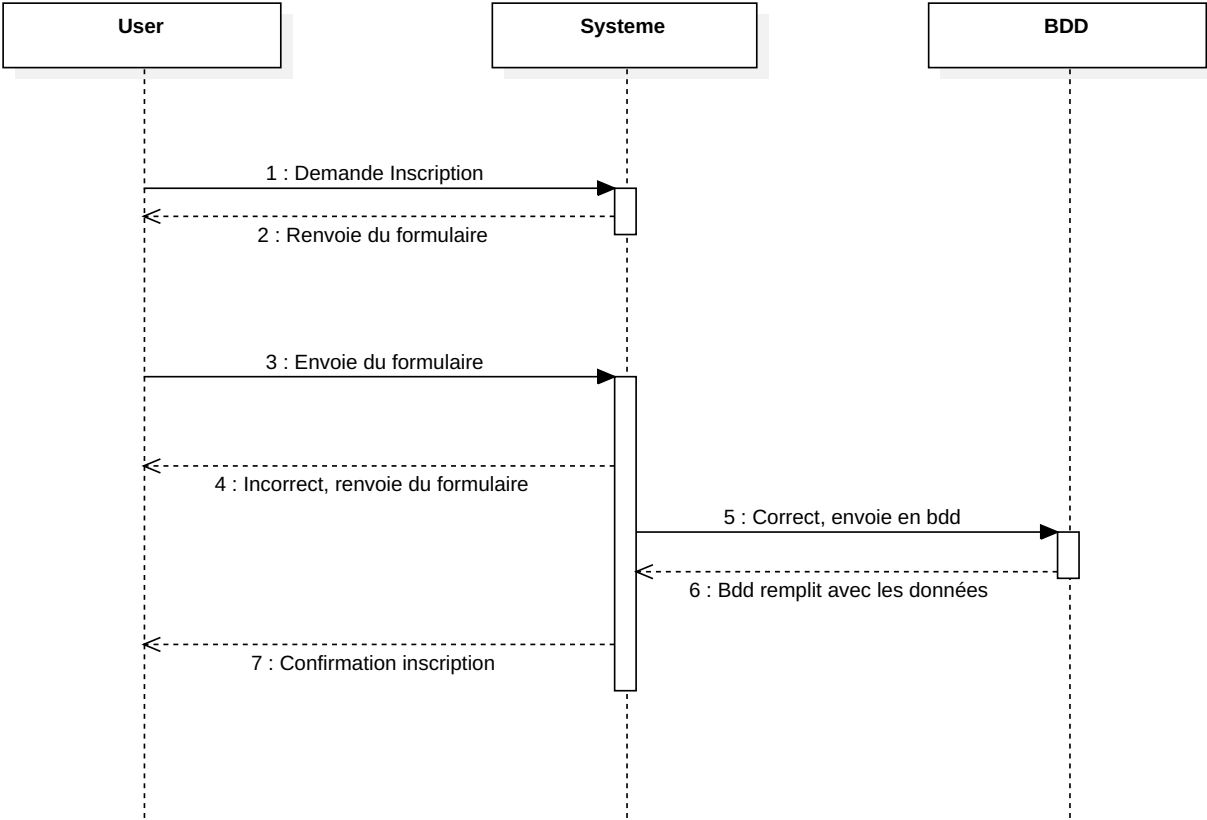 User
Systeme
BDD
1 : Demande Inscription
2 : Renvoie du formulaire
3 : Envoie du formulaire
4 : Incorrect, renvoie du formulaire
5 : Correct, envoie en bdd
6 : Bdd remplit avec les données
7 : Confirmation inscription